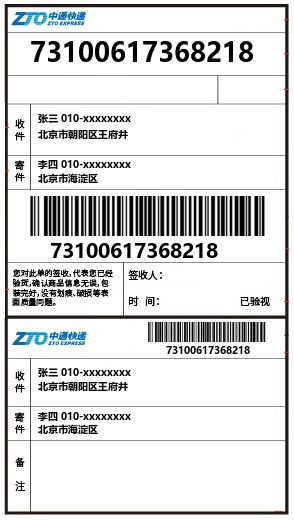 ZTO 中通快递
ZTO EXPRESS
73100617368218
收件
张三 010-xxxxxxxx
北京市朝阳区王府井
寄件
李四 010-xxxxxxxx
北京市海淀区
73100617368218
您对此单的签收,代表您已经
验货,确认商品信息无误,包
装完好,没有划痕、破损等表
面质量问题。
签收人:
时 间:
已验视
ZTO 中通快递
ZTO EXPRESS
73100617368218
收件
张三 010-xxxxxxxx
北京市朝阳区王府井
寄件
李四 010-xxxxxxxx
北京市海淀区
备注